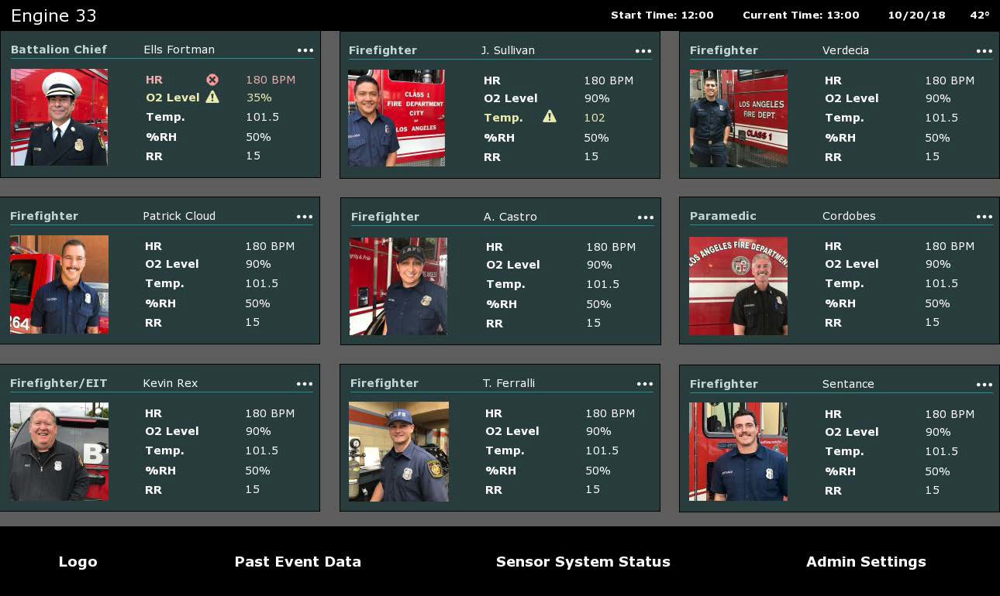 Engine 33
Start Time: 12:00 Current Time: 13:00 10/20/18 42°
Battalion Chief Ells Fortman
HR 180 BPM
O2 Level 35%
Temp. 101.5
%RH 50%
RR 15
Firefighter J. Sullivan
CLASS 1
FIRE DEPARTMENT
CITY
OF
LOS ANGELES
HR 180 BPM
O2 Level 90%
Temp. 102
%RH 50%
RR 15
Firefighter Verdecia
LOS ANGELES
FIRE DEPT.
CLASS 1
HR 180 BPM
O2 Level 90%
Temp. 101.5
%RH 50%
RR 15
Firefighter Patrick Cloud
264
CLOUD
HR 180 BPM
O2 Level 90%
Temp. 101.5
%RH 50%
RR 15
Firefighter A. Castro
LAFD
HR 180 BPM
O2 Level 90%
Temp. 101.5
%RH 50%
RR 15
Paramedic Cordobes
LOS ANGELES FIRE DEPARTMENT
HR 180 BPM
O2 Level 90%
Temp. 101.5
%RH 50%
RR 15
Firefighter/EIT Kevin Rex
B
HR 180 BPM
O2 Level 90%
Temp. 101.5
%RH 50%
RR 15
Firefighter T. Ferralli
LAFD
HR 180 BPM
O2 Level 90%
Temp. 101.5
%RH 50%
RR 15
Firefighter Sentance
HR 180 BPM
O2 Level 90%
Temp. 101.5
%RH 50%
RR 15
Logo Past Event Data Sensor System Status Admin Settings